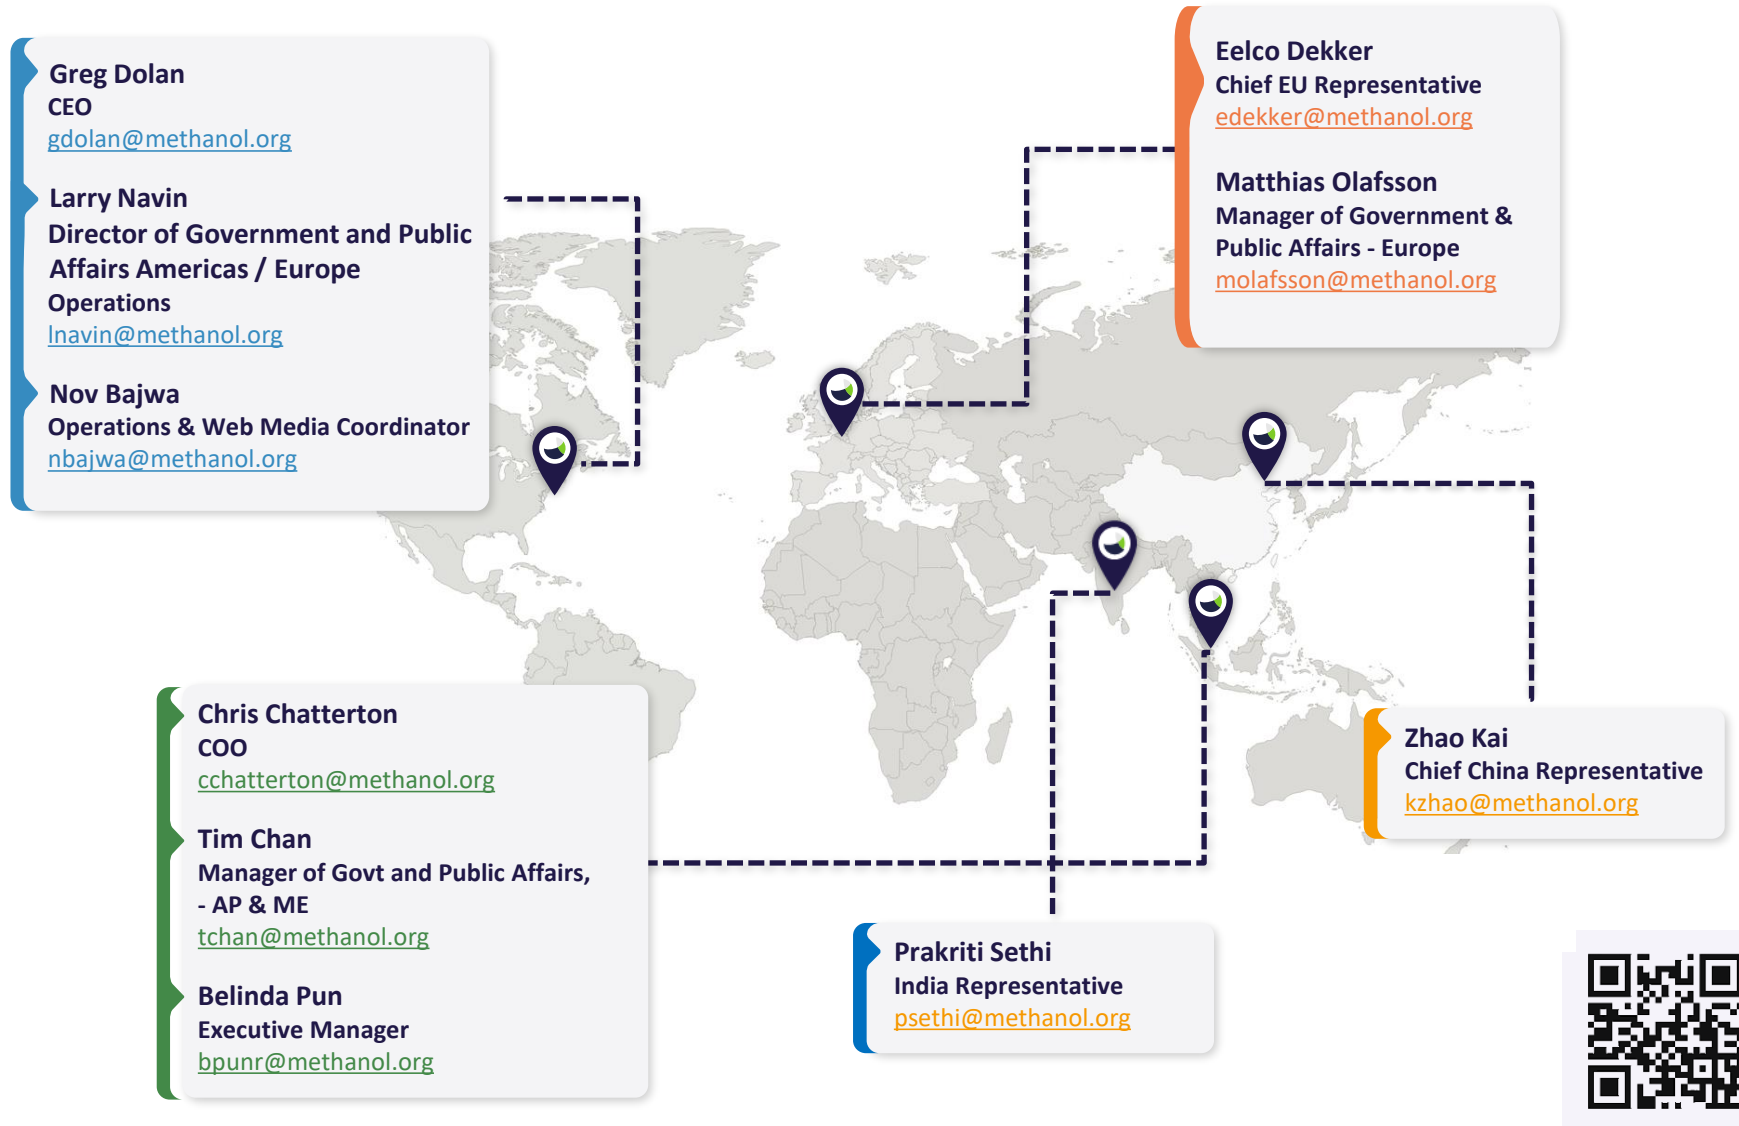 Greg Dolan
CEO
gdolan@methanol.org
Larry Navin
Director of Government and Public
Affairs Americas / Europe
Operations
lnavin@methanol.org
Nov Bajwa
Operations & Web Media Coordinator
nbajwa@methanol.org
Eelco Dekker
Chief EU Representative
edekker@methanol.org
Matthias Olafsson
Manager of Government &
Public Affairs - Europe
molafsson@methanol.org
Chris Chatterton
COO
cchatterton@methanol.org
Tim Chan
Manager of Govt and Public Affairs,
- AP & ME
tchan@methanol.org
Belinda Pun
Executive Manager
bpunr@methanol.org
Prakriti Sethi
India Representative
psethi@methanol.org
Zhao Kai
Chief China Representative
kzhao@methanol.org